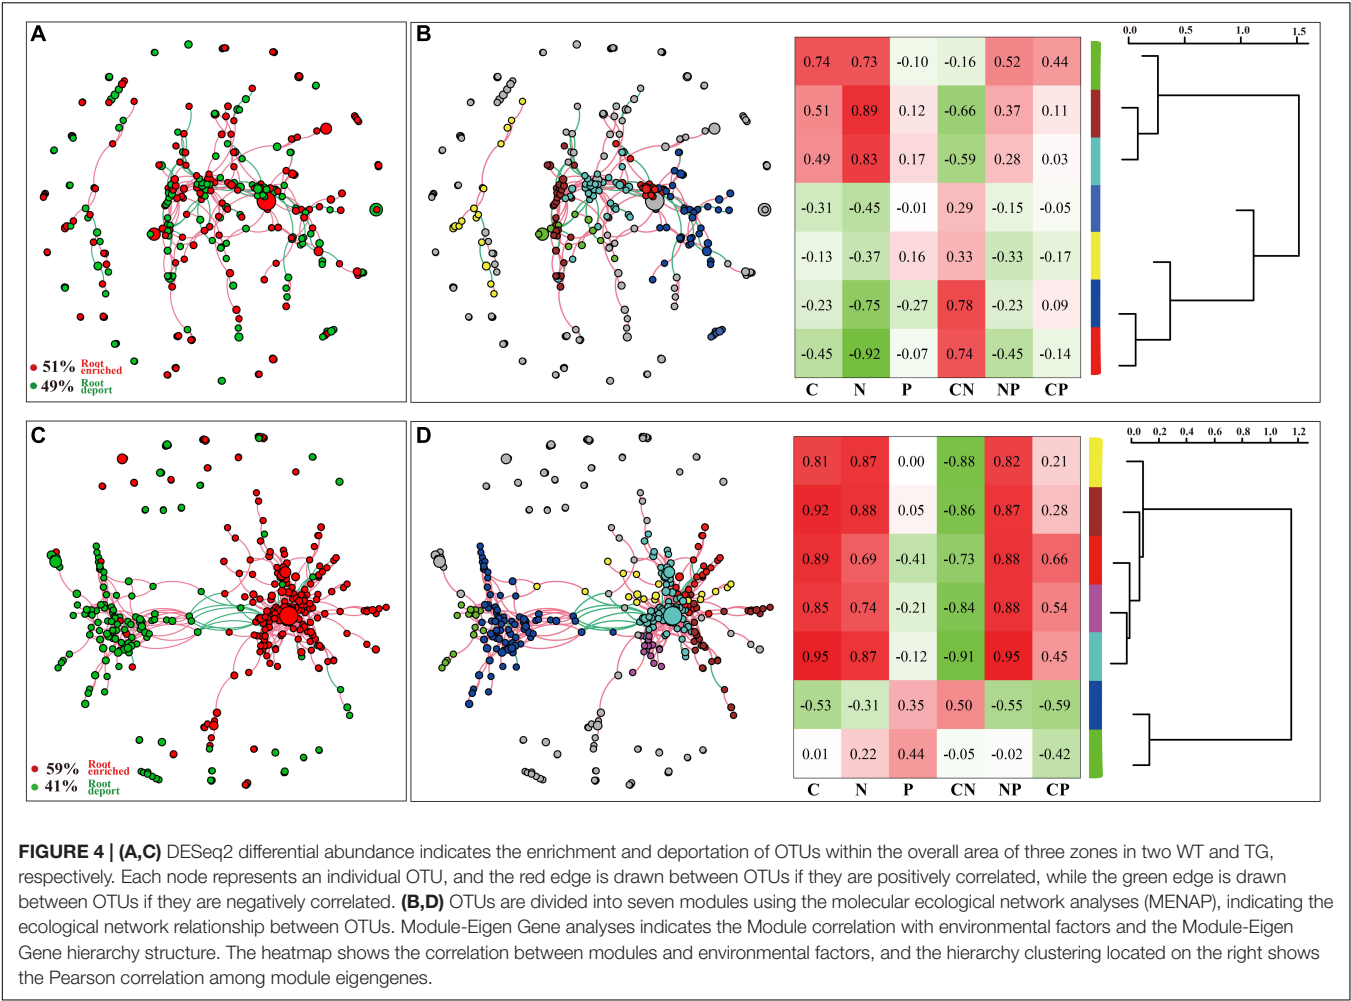 A
51% Root enriched
49% Root deport
B
0.74 0.73 -0.10 -0.16 0.52 0.44
0.51 0.89 0.12 -0.66 0.37 0.11
0.49 0.83 0.17 -0.59 0.28 0.03
-0.31 -0.45 -0.01 0.29 -0.15 -0.05
-0.13 -0.37 0.16 0.33 -0.33 -0.17
-0.23 -0.75 -0.27 0.78 -0.23 0.09
-0.45 -0.92 -0.07 0.74 -0.45 -0.14
C N P CN NP CP
0.0 0.5 1.0 1.5
C
59% Root enriched
41% Root deport
D
0.81 0.87 0.00 -0.88 0.82 0.21
0.92 0.88 0.05 -0.86 0.87 0.28
0.89 0.69 -0.41 -0.73 0.88 0.66
0.85 0.74 -0.21 -0.84 0.88 0.54
0.95 0.87 -0.12 -0.91 0.95 0.45
-0.53 -0.31 0.35 0.50 -0.55 -0.59
0.01 0.22 0.44 -0.05 -0.02 -0.42
C N P CN NP CP
0.0 0.2 0.4 0.6 0.8 1.0 1.2
FIGURE 4 | (A,C) DESeq2 differential abundance indicates the enrichment and deportation of OTUs within the overall area of three zones in two WT and TG,
respectively. Each node represents an individual OTU, and the red edge is drawn between OTUs if they are positively correlated, while the green edge is drawn
between OTUs if they are negatively correlated. (B,D) OTUs are divided into seven modules using the molecular ecological network analyses (MENAP), indicating the
ecological network relationship between OTUs. Module-Eigen Gene analyses indicates the Module correlation with environmental factors and the Module-Eigen
Gene hierarchy structure. The heatmap shows the correlation between modules and environmental factors, and the hierarchy clustering located on the right shows
the Pearson correlation among module eigengenes.